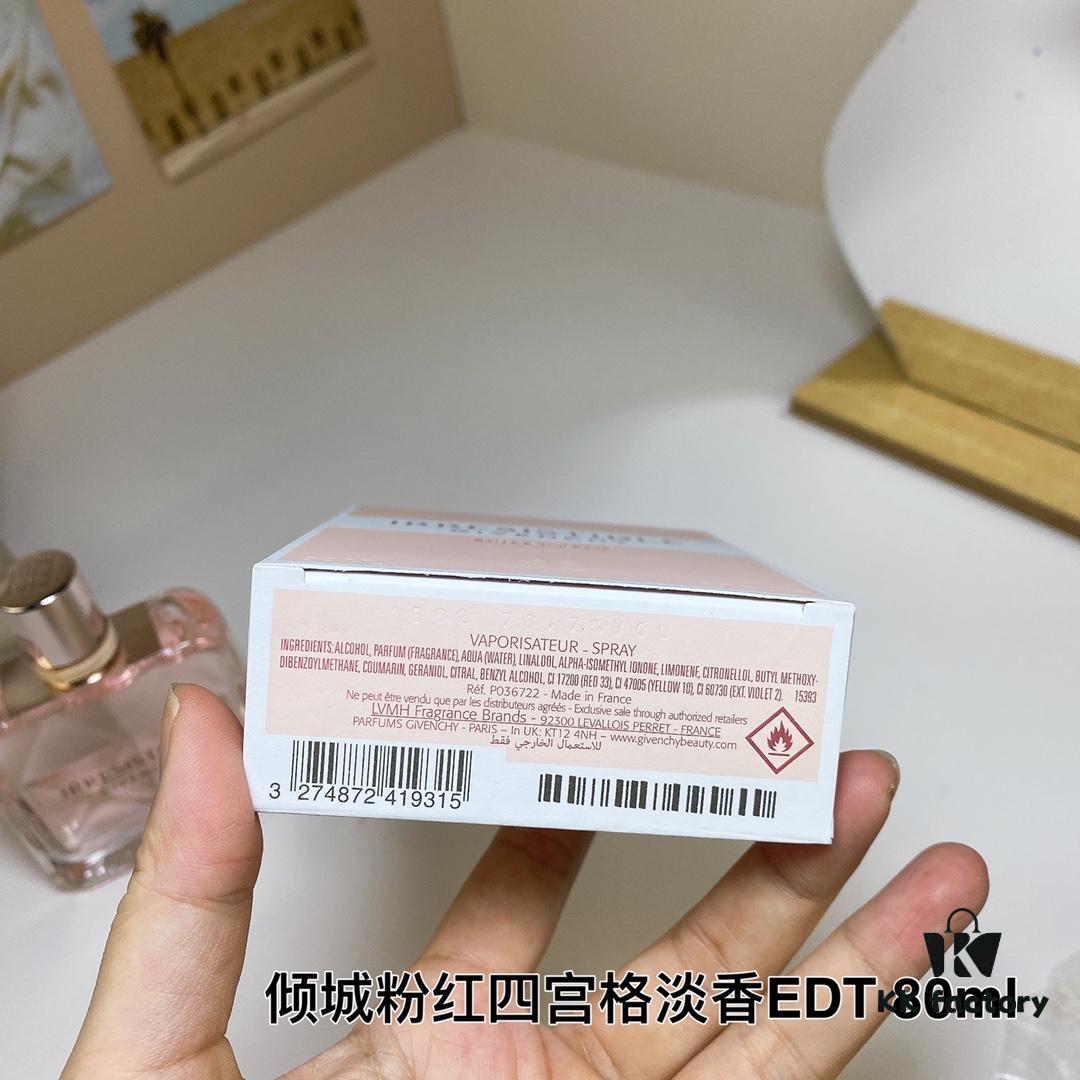 IRRESISTIBLE
GIVENCHY
VAPORISATEUR - SPRAY
INGREDIENTS: ALCOHOL, PARFUM (FRAGRANCE), AQUA (WATER), LINALOOL, ALPHA-ISOMETHYL IONONE, LIMONENE, CITRONELLOL, BUTYL METHOXY-
DIBENZOYLMETHANE, COUMARIN, GERANIOL, CITRAL, BENZYL ALCOHOL, CI 17200 (RED 33), CI 47005 (YELLOW 10), CI 60730 (EXT. VIOLET 2). 15393
Réf. P036722 - Made in France
Ne peut être vendu que par les distributeurs agréés - Exclusive sale through authorized retailers
LVMH Fragrance Brands - 92300 LEVALLOIS PERRET - FRANCE
PARFUMS GIVENCHY - PARIS - In UK: KT12 4NH - www.givenchybeauty.com
للاستعمال الخارجي فقط
3 274872 419315
倾城粉红四宫格淡香EDT 80ml
KK factory